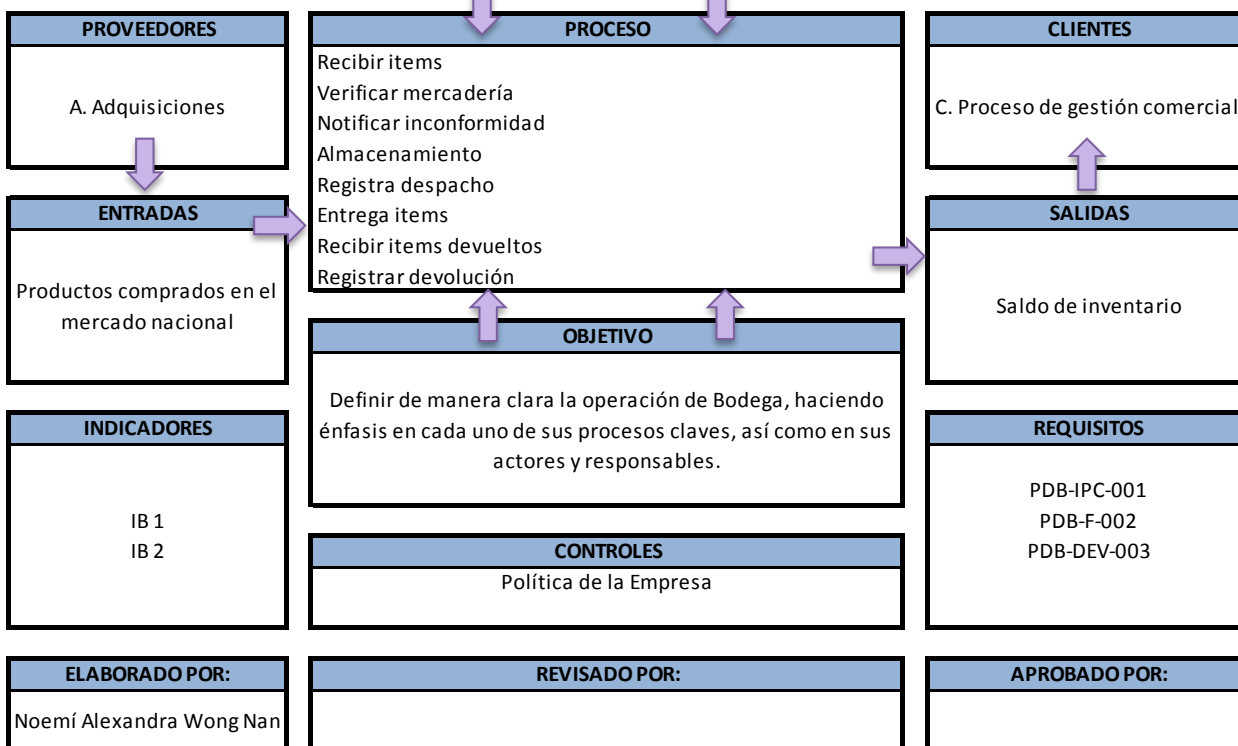 PROVEEDORES
A. Adquisiciones
PROCESO
Recibir items
Verificar mercadería
Notificar inconformidad
Almacenamiento
Registra despacho
Entrega items
Recibir items devueltos
Registrar devolución
CLIENTES
C. Proceso de gestión comercial
ENTRADAS
Productos comprados en el
mercado nacional
SALIDAS
Saldo de inventario
OBJETIVO
Definir de manera clara la operación de Bodega, haciendo
énfasis en cada uno de sus procesos claves, así como en sus
actores y responsables.
INDICADORES
IB 1
IB 2
REQUISITOS
PDB-IPC-001
PDB-F-002
PDB-DEV-003
CONTROLES
Política de la Empresa
ELABORADO POR:
Noemí Alexandra Wong Nan
REVISADO POR:
APROBADO POR: